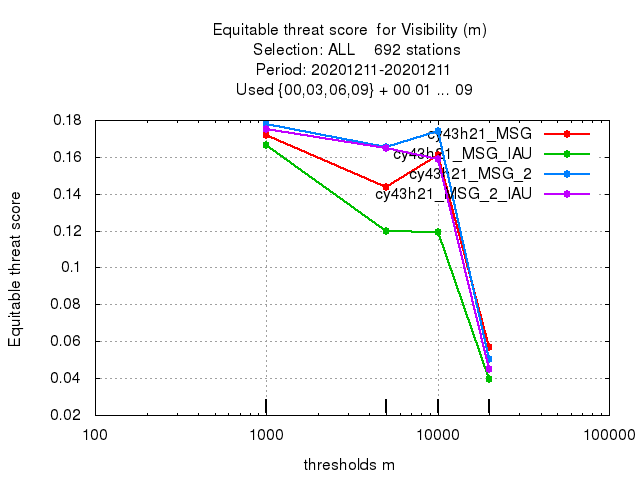 Equitable threat score  for Visibility (m)
Selection: ALL    692 stations
Period: 20201211-20201211
Used {00,03,06,09} + 00 01 ... 09
0.18
0.16
0.14
0.12
0.1
0.08
0.06
0.04
0.02
Equitable threat score
cy43h21_MSG
cy43h21_MSG_IAU
cy43h21_MSG_2
cy43h21_MSG_2_IAU
100 1000 10000 100000
thresholds m